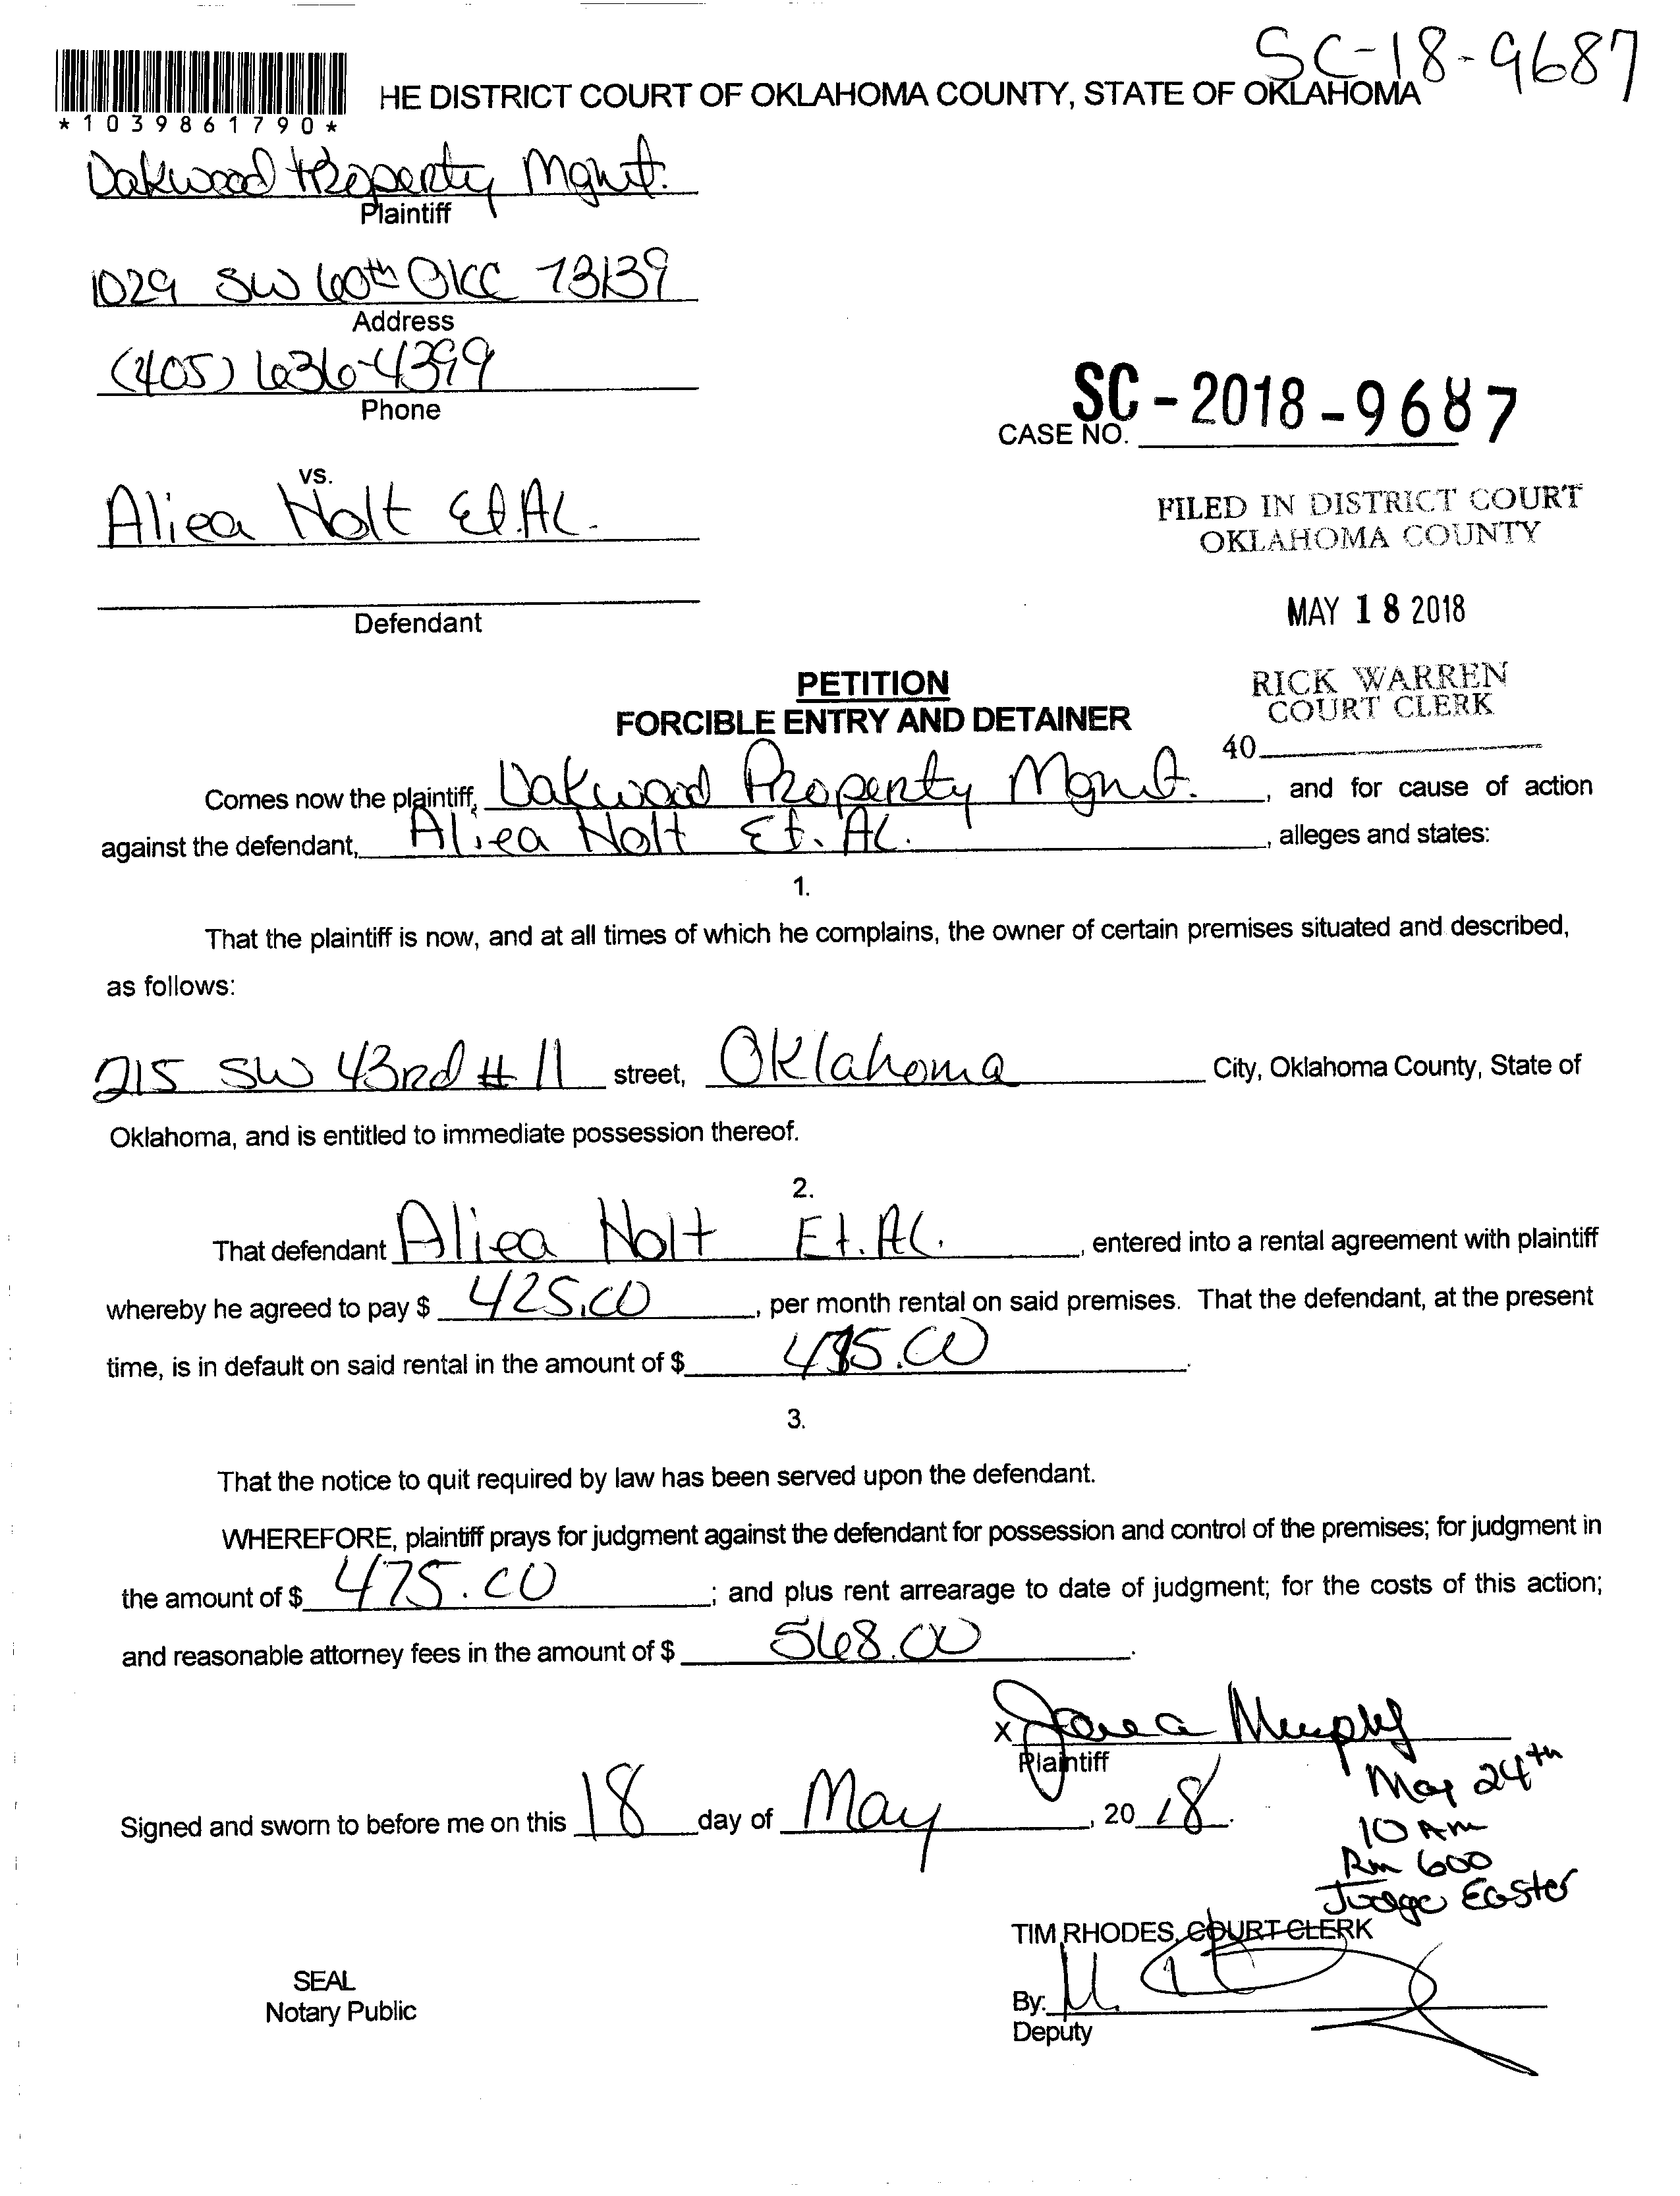 SC-18-9687
HE DISTRICT COURT OF OKLAHOMA COUNTY, STATE OF OKLAHOMA
*1039861790*
Oakwood Property Mgmt.
Plaintiff
1029 SW 60th OKC 73139
Address
(405) 636-4399
Phone
SC-2018-9687
CASE NO.
vs.
Aliea Nolt Et.Al.
FILED IN DISTRICT COURT
OKLAHOMA COUNTY
Defendant
MAY 18 2018
PETITION
FORCIBLE ENTRY AND DETAINER
RICK WARREN
COURT CLERK
40
Comes now the plaintiff, Oakwood Property Mgmt. , and for cause of action
against the defendant, Aliea Nolt Et. Al. , alleges and states:
1.
That the plaintiff is now, and at all times of which he complains, the owner of certain premises situated and described,
as follows:
215 SW 43rd # 11 street, Oklahoma City, Oklahoma County, State of
Oklahoma, and is entitled to immediate possession thereof.
2.
That defendant Aliea Nolt Et. Al. , entered into a rental agreement with plaintiff
whereby he agreed to pay $ 425.00 , per month rental on said premises. That the defendant, at the present
time, is in default on said rental in the amount of $ .
3.
That the notice to quit required by law has been served upon the defendant.
WHEREFORE, plaintiff prays for judgment against the defendant for possession and control of the premises; for judgment in
the amount of $ 475.00 ; and plus rent arrearage to date of judgment; for the costs of this action;
and reasonable attorney fees in the amount of $ 568.00 .
x Murphy
Plaintiff
May 24th
10 AM
Rm 600
Judge Easter
Signed and sworn to before me on this 18 day of May , 20 18.
TIM RHODES, COURT CLERK
SEAL
Notary Public
By:
Deputy